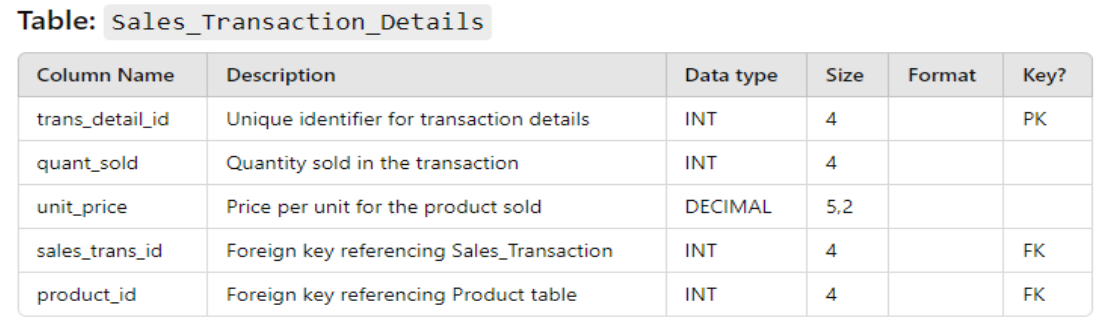 Table: Sales_Transaction_Details
Column Name Description Data type Size Format Key?
trans_detail_id Unique identifier for transaction details INT 4 PK
quant_sold Quantity sold in the transaction INT 4
unit_price Price per unit for the product sold DECIMAL 5,2
sales_trans_id Foreign key referencing Sales_Transaction INT 4 FK
product_id Foreign key referencing Product table INT 4 FK